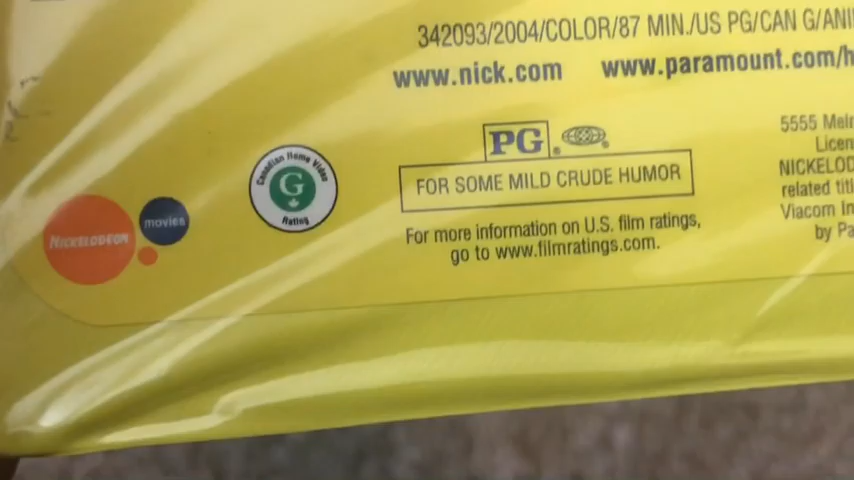 342093/2004/COLOR/87 MIN./US PG/CAN G/ANI
www.nick.com www.paramount.com/h
PG
FOR SOME MILD CRUDE HUMOR
For more information on U.S. film ratings,
go to www.filmratings.com.
Canadian Home Video
G
Rating
NICKELODEON
movies
5555 Melr
Licen
NICKELOD
related titl
Viacom In
by Pa